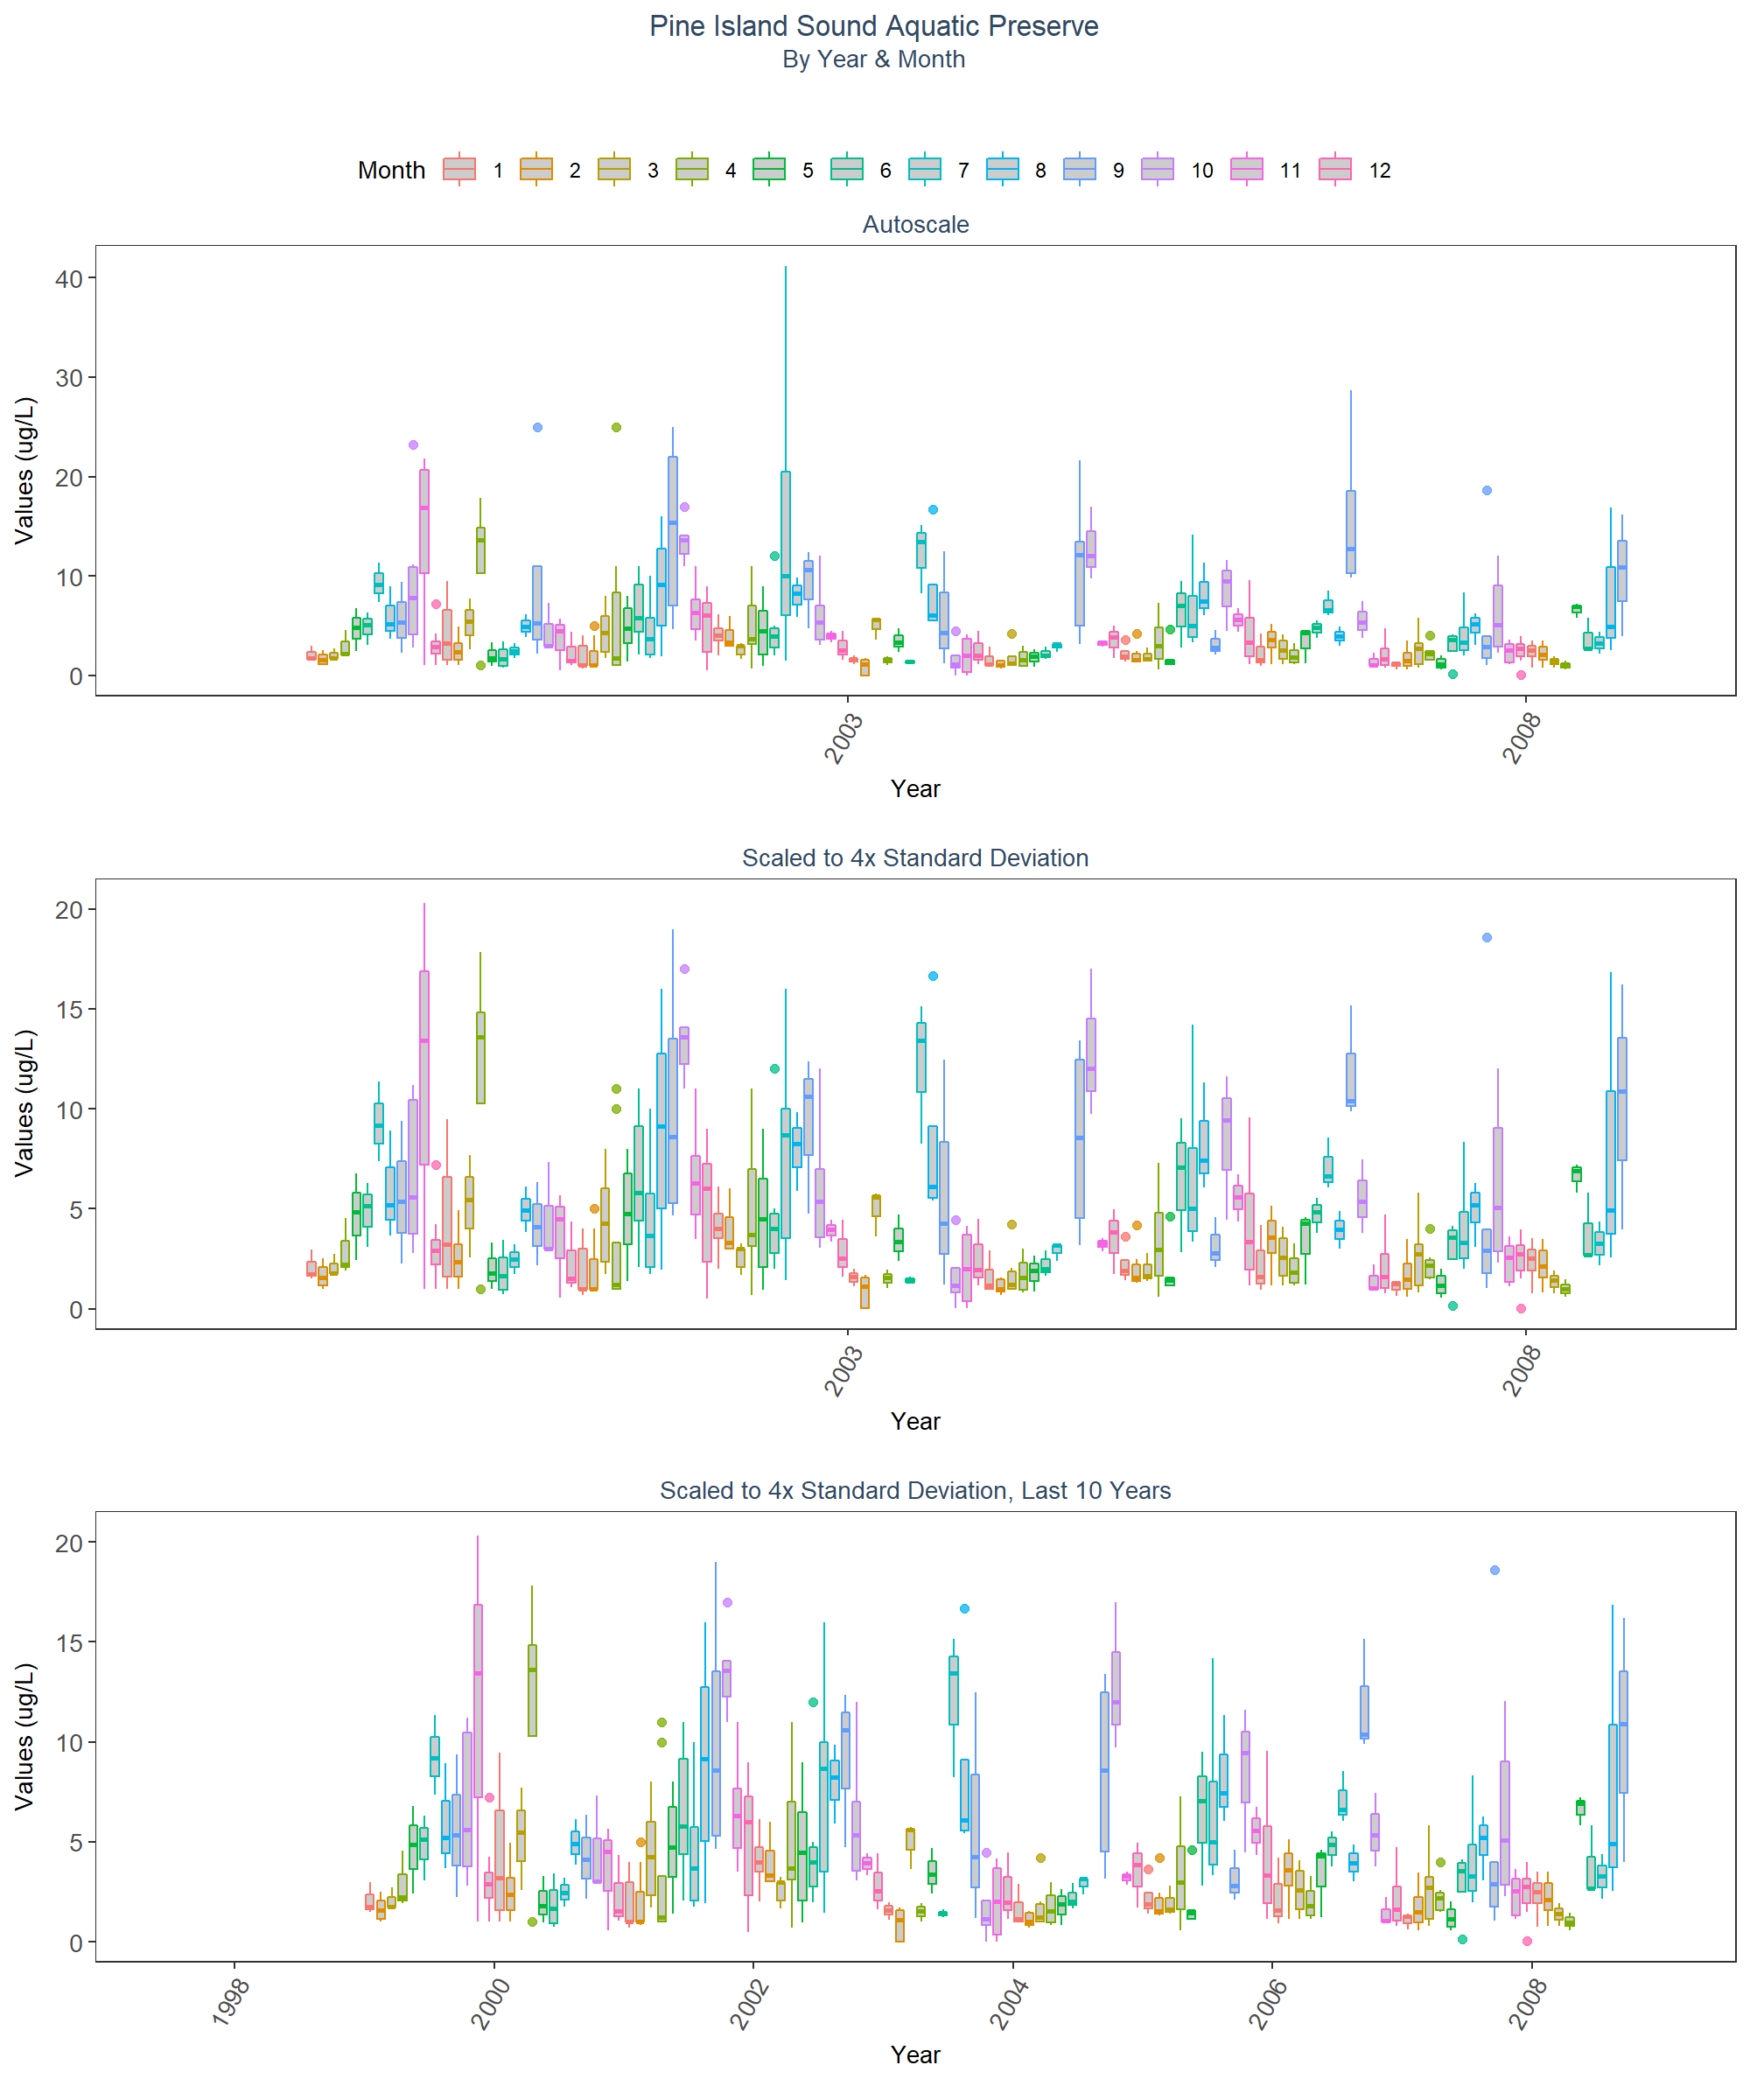 Pine Island Sound Aquatic Preserve
By Year & Month
Month 1 2 3 4 5 6 7 8 9 10 11 12
Autoscale
Values (ug/L)
40
30
20
10
0
2003 2008
Year
Scaled to 4x Standard Deviation
Values (ug/L)
20
15
10
5
0
2003 2008
Year
Scaled to 4x Standard Deviation, Last 10 Years
Values (ug/L)
20
15
10
5
0
1998 2000 2002 2004 2006 2008
Year